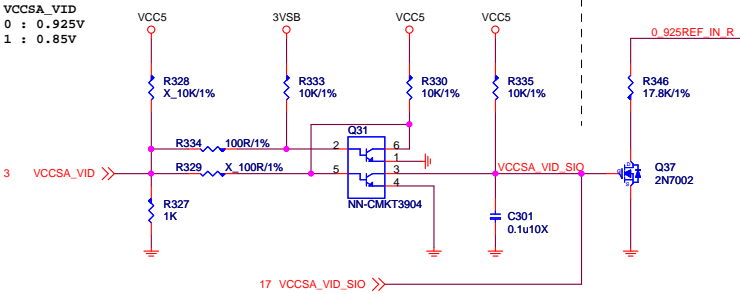 VCCSA_VID
0 : 0.925V
1 : 0.85V
VCC5
3VSB
VCC5
VCC5
0_925REF_IN_R
R328
X_10K/1%
R333
10K/1%
R330
10K/1%
R335
10K/1%
R346
17.8K/1%
Q31
R334
100R/1%
2
6
1
3 VCCSA_VID
R329
X_100R/1%
5
3
4
VCCSA_VID_SIO
Q37
2N7002
NN-CMKT3904
R327
1K
C301
0.1u10X
17 VCCSA_VID_SIO